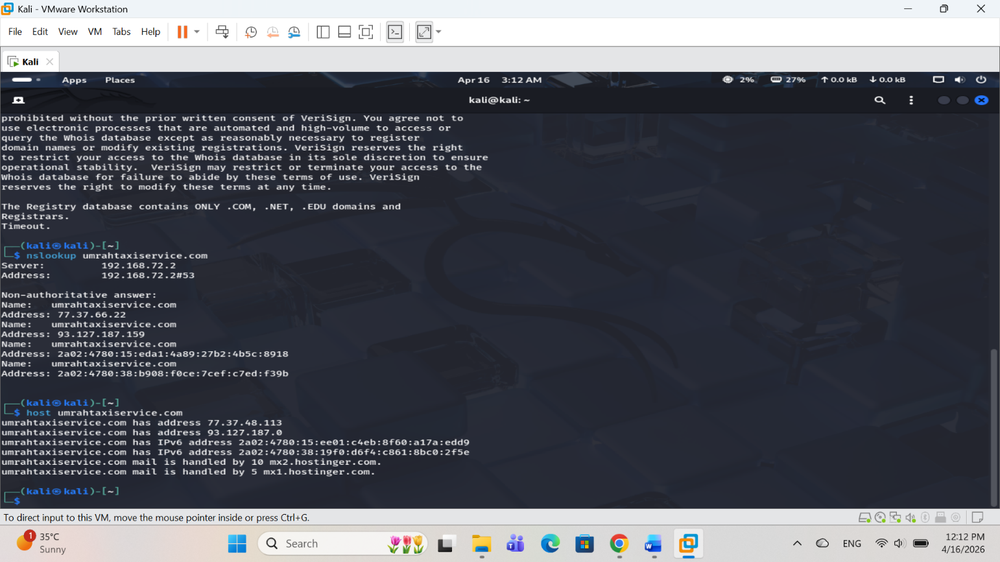 Kali - VMware Workstation
File Edit View VM Tabs Help
Kali
Apps Places Apr 16 3:12 AM 2% 27% 0.0 kB 0.0 kB
kali@kali: ~
prohibited without the prior written consent of VeriSign. You agree not to
use electronic processes that are automated and high-volume to access or
query the Whois database except as reasonably necessary to register
domain names or modify existing registrations. VeriSign reserves the right
to restrict your access to the Whois database in its sole discretion to ensure
operational stability.  VeriSign may restrict or terminate your access to the
Whois database for failure to abide by these terms of use. VeriSign
reserves the right to modify these terms at any time.
The Registry database contains ONLY .COM, .NET, .EDU domains and
Registrars.
Timeout.
┌──(kali㉿kali)-[~]
└─$ nslookup umrahtaxiservice.com
Server: 192.168.72.2
Address: 192.168.72.2#53
Non-authoritative answer:
Name: umrahtaxiservice.com
Address: 77.37.66.22
Name: umrahtaxiservice.com
Address: 93.127.187.159
Name: umrahtaxiservice.com
Address: 2a02:4780:15:eda1:4a89:27b2:4b5c:8918
Name: umrahtaxiservice.com
Address: 2a02:4780:38:b908:f0ce:7cef:c7ed:f39b
┌──(kali㉿kali)-[~]
└─$ host umrahtaxiservice.com
umrahtaxiservice.com has address 77.37.48.113
umrahtaxiservice.com has address 93.127.187.0
umrahtaxiservice.com has IPv6 address 2a02:4780:15:ee01:c4eb:8f60:a17a:edd9
umrahtaxiservice.com has IPv6 address 2a02:4780:38:19f0:d6f4:c861:8bc0:2f5e
umrahtaxiservice.com mail is handled by 10 mx2.hostinger.com.
umrahtaxiservice.com mail is handled by 5 mx1.hostinger.com.
┌──(kali㉿kali)-[~]
└─$
To direct input to this VM, move the mouse pointer inside or press Ctrl+G.
1 35°C
Sunny
Search
ENG
12:12 PM
4/16/2026